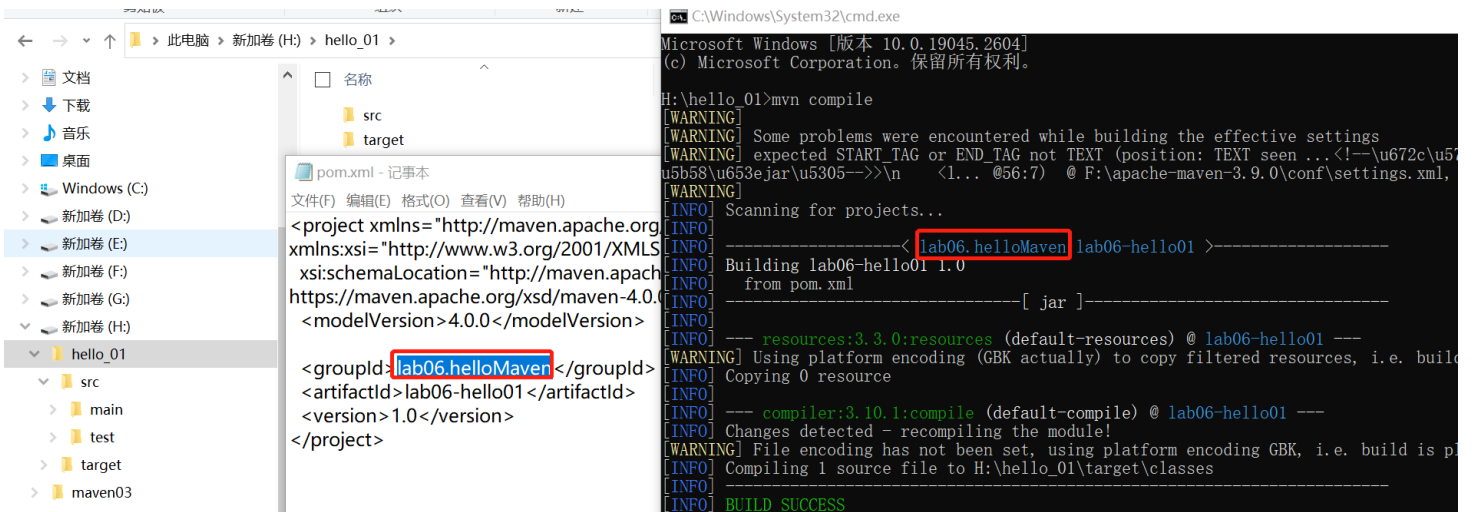 此电脑 > 新加卷 (H:) > hello_01 >
文档
下载
音乐
桌面
Windows (C:)
新加卷 (D:)
新加卷 (E:)
新加卷 (F:)
新加卷 (G:)
新加卷 (H:)
hello_01
src
main
test
target
maven03
名称
src
target
pom.xml - 记事本
文件(F) 编辑(E) 格式(O) 查看(V) 帮助(H)
<project xmlns="http://maven.apache.org
xmlns:xsi="http://www.w3.org/2001/XMLS
xsi:schemaLocation="http://maven.apach
https://maven.apache.org/xsd/maven-4.0.0
<modelVersion>4.0.0</modelVersion>
<groupId>lab06.helloMaven</groupId>
<artifactId>lab06-hello01</artifactId>
<version>1.0</version>
</project>
C:\Windows\System32\cmd.exe
Microsoft Windows [版本 10.0.19045.2604]
(c) Microsoft Corporation。保留所有权利。
H:\hello_01>mvn compile
[WARNING]
[WARNING] Some problems were encountered while building the effective settings
[WARNING] expected START_TAG or END_TAG not TEXT (position: TEXT seen ...<!--\u672c\u57
u5b58\u653ejar\u5305-->>\n    <l... @56:7)  @ F:\apache-maven-3.9.0\conf\settings.xml,
[WARNING]
[INFO] Scanning for projects...
[INFO]
[INFO] -------------------< lab06.helloMaven:lab06-hello01 >-------------------
[INFO] Building lab06-hello01 1.0
[INFO]   from pom.xml
[INFO] --------------------------------[ jar ]---------------------------------
[INFO]
[INFO] --- resources:3.3.0:resources (default-resources) @ lab06-hello01 ---
[WARNING] Using platform encoding (GBK actually) to copy filtered resources, i.e. build
[INFO] Copying 0 resource
[INFO]
[INFO] --- compiler:3.10.1:compile (default-compile) @ lab06-hello01 ---
[INFO] Changes detected - recompiling the module!
[WARNING] File encoding has not been set, using platform encoding GBK, i.e. build is pl
[INFO] Compiling 1 source file to H:\hello_01\target\classes
[INFO] ------------------------------------------------------------------------
[INFO] BUILD SUCCESS